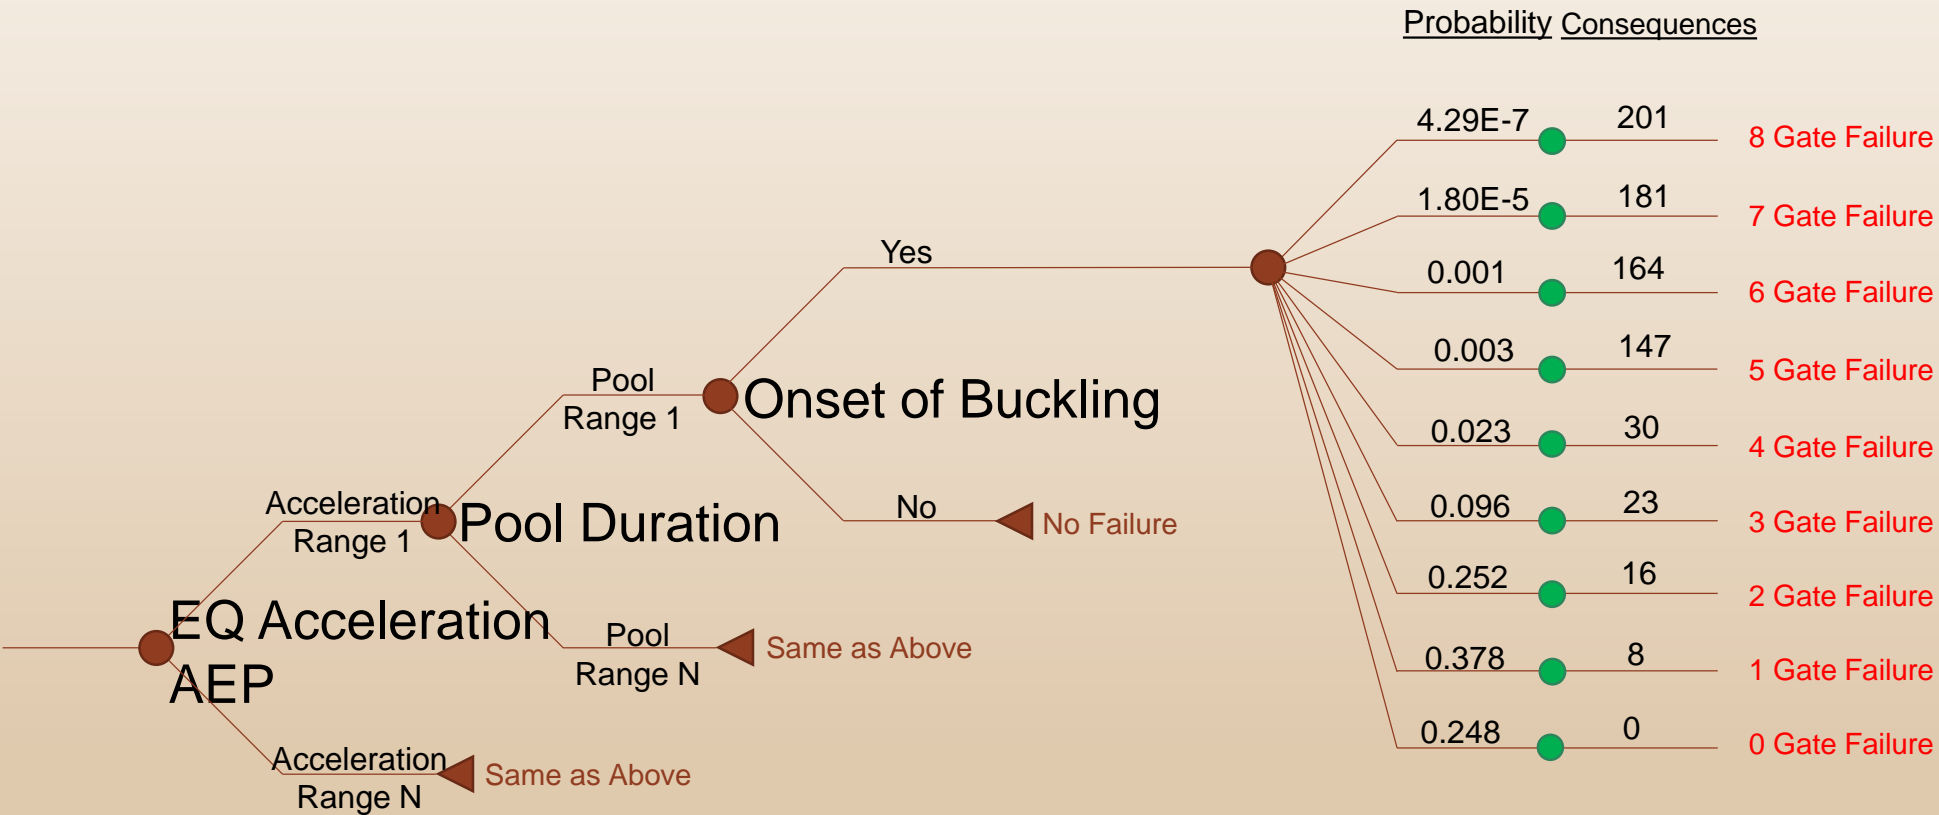 Probability Consequences
4.29E-7 201 8 Gate Failure
1.80E-5 181 7 Gate Failure
0.001 164 6 Gate Failure
0.003 147 5 Gate Failure
0.023 30 4 Gate Failure
0.096 23 3 Gate Failure
0.252 16 2 Gate Failure
0.378 8 1 Gate Failure
0.248 0 0 Gate Failure
Yes
Onset of Buckling
No
No Failure
Pool
Range 1
Pool Duration
Pool
Range N
Same as Above
Acceleration
Range 1
EQ Acceleration
AEP
Acceleration
Range N
Same as Above